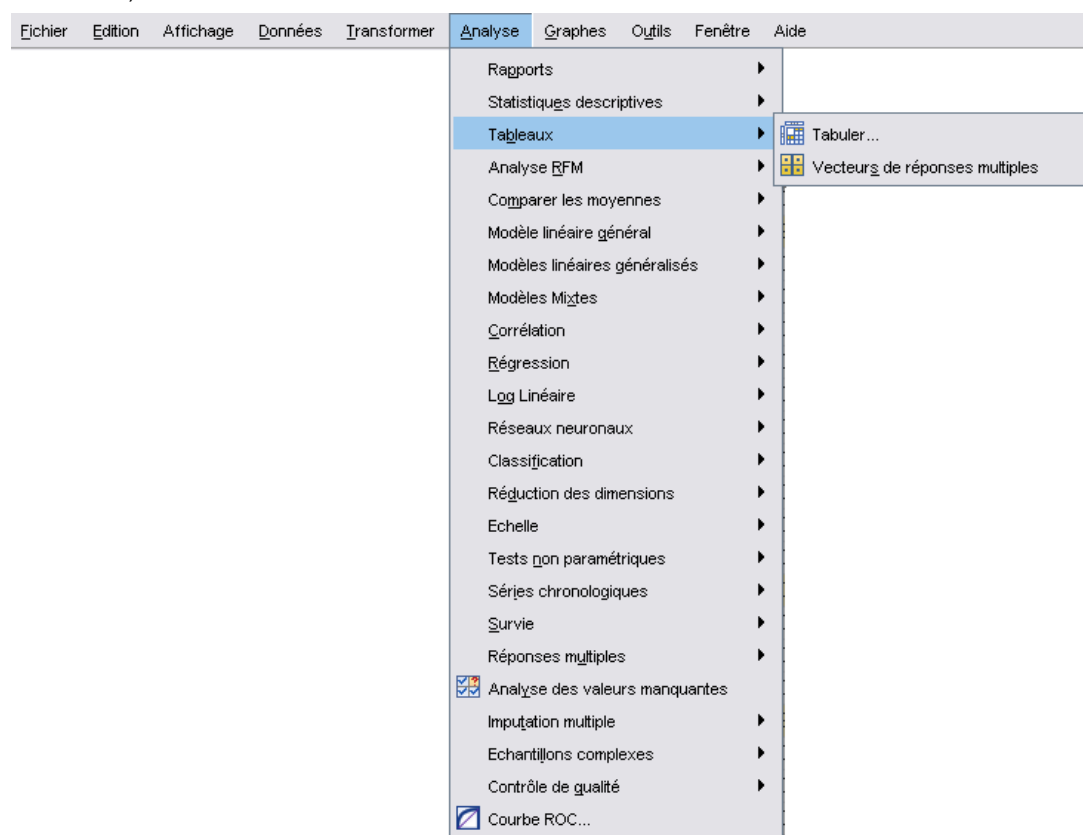 Fichier Edition Affichage Données Transformer Analyse Graphes Outils Fenêtre Aide
Rapports
Statistiques descriptives
Tableaux
Tabuler...
Analyse RFM
Vecteurs de réponses multiples
Comparer les moyennes
Modèle linéaire général
Modèles linéaires généralisés
Modèles Mixtes
Corrélation
Régression
Log Linéaire
Réseaux neuronaux
Classification
Réduction des dimensions
Echelle
Tests non paramétriques
Séries chronologiques
Survie
Réponses multiples
Analyse des valeurs manquantes
Imputation multiple
Echantillons complexes
Contrôle de qualité
Courbe ROC...